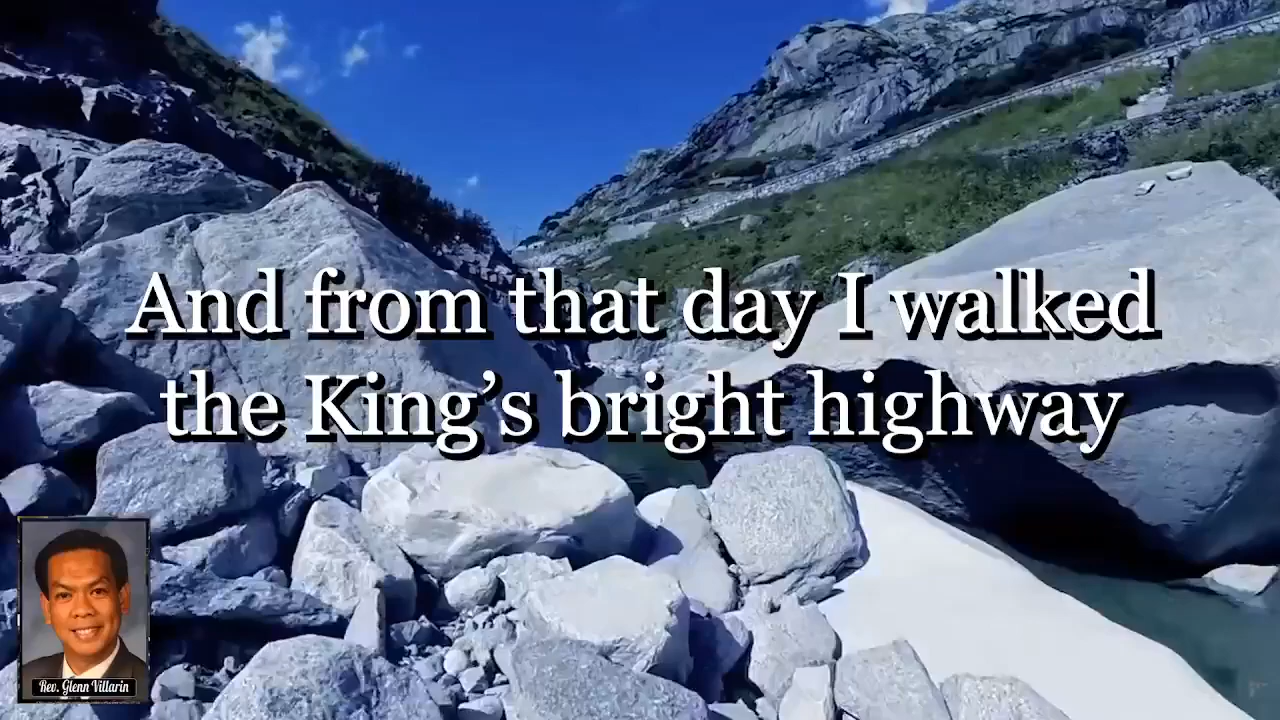 And from that day I walked
the King’s bright highway
Rev. Glenn Villarin